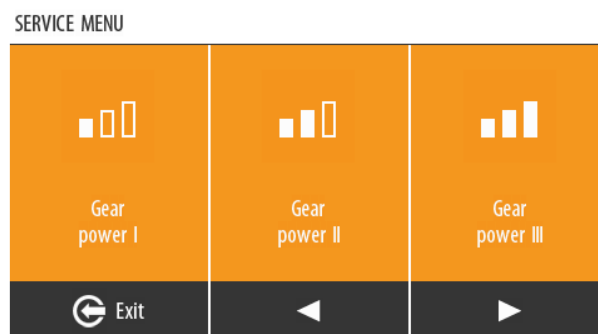 SERVICE MENU
Gear
power I
Gear
power II
Gear
power III
Exit